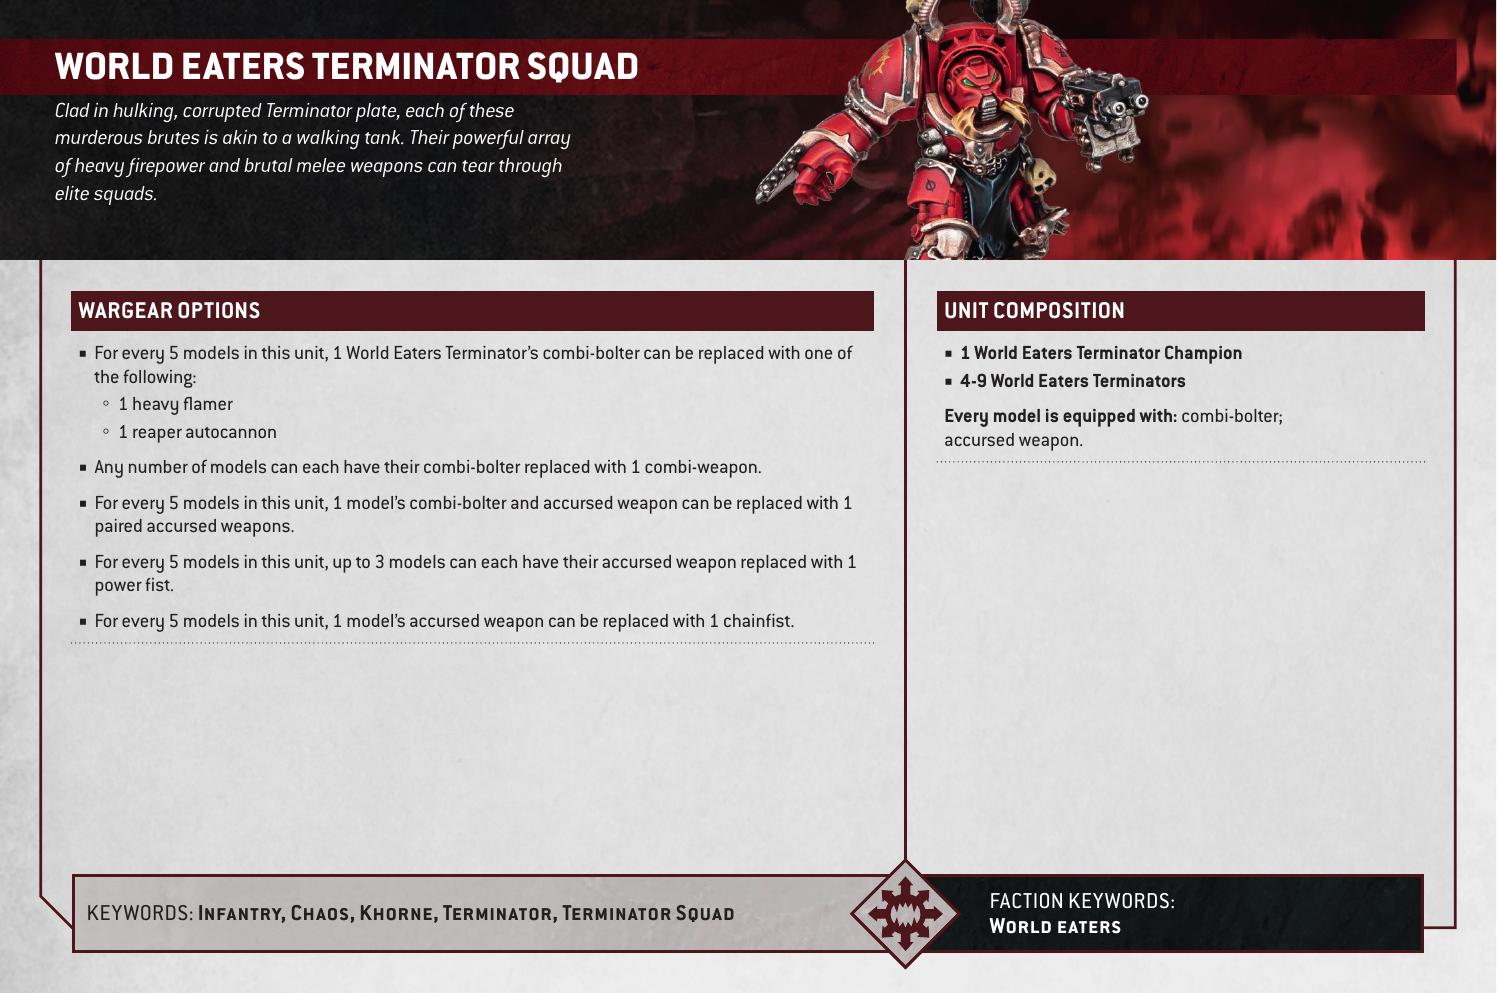 WORLD EATERS TERMINATOR SQUAD
Clad in hulking, corrupted Terminator plate, each of these
murderous brutes is akin to a walking tank. Their powerful array
of heavy firepower and brutal melee weapons can tear through
elite squads.
WARGEAR OPTIONS
▪ For every 5 models in this unit, 1 World Eaters Terminator’s combi-bolter can be replaced with one of
the following:
◦ 1 heavy flamer
◦ 1 reaper autocannon
▪ Any number of models can each have their combi-bolter replaced with 1 combi-weapon.
▪ For every 5 models in this unit, 1 model’s combi-bolter and accursed weapon can be replaced with 1
paired accursed weapons.
▪ For every 5 models in this unit, up to 3 models can each have their accursed weapon replaced with 1
power fist.
▪ For every 5 models in this unit, 1 model’s accursed weapon can be replaced with 1 chainfist.
UNIT COMPOSITION
▪ 1 World Eaters Terminator Champion
▪ 4-9 World Eaters Terminators
Every model is equipped with: combi-bolter;
accursed weapon.
KEYWORDS: Infantry, Chaos, Khorne, Terminator, Terminator Squad
FACTION KEYWORDS:
World eaters